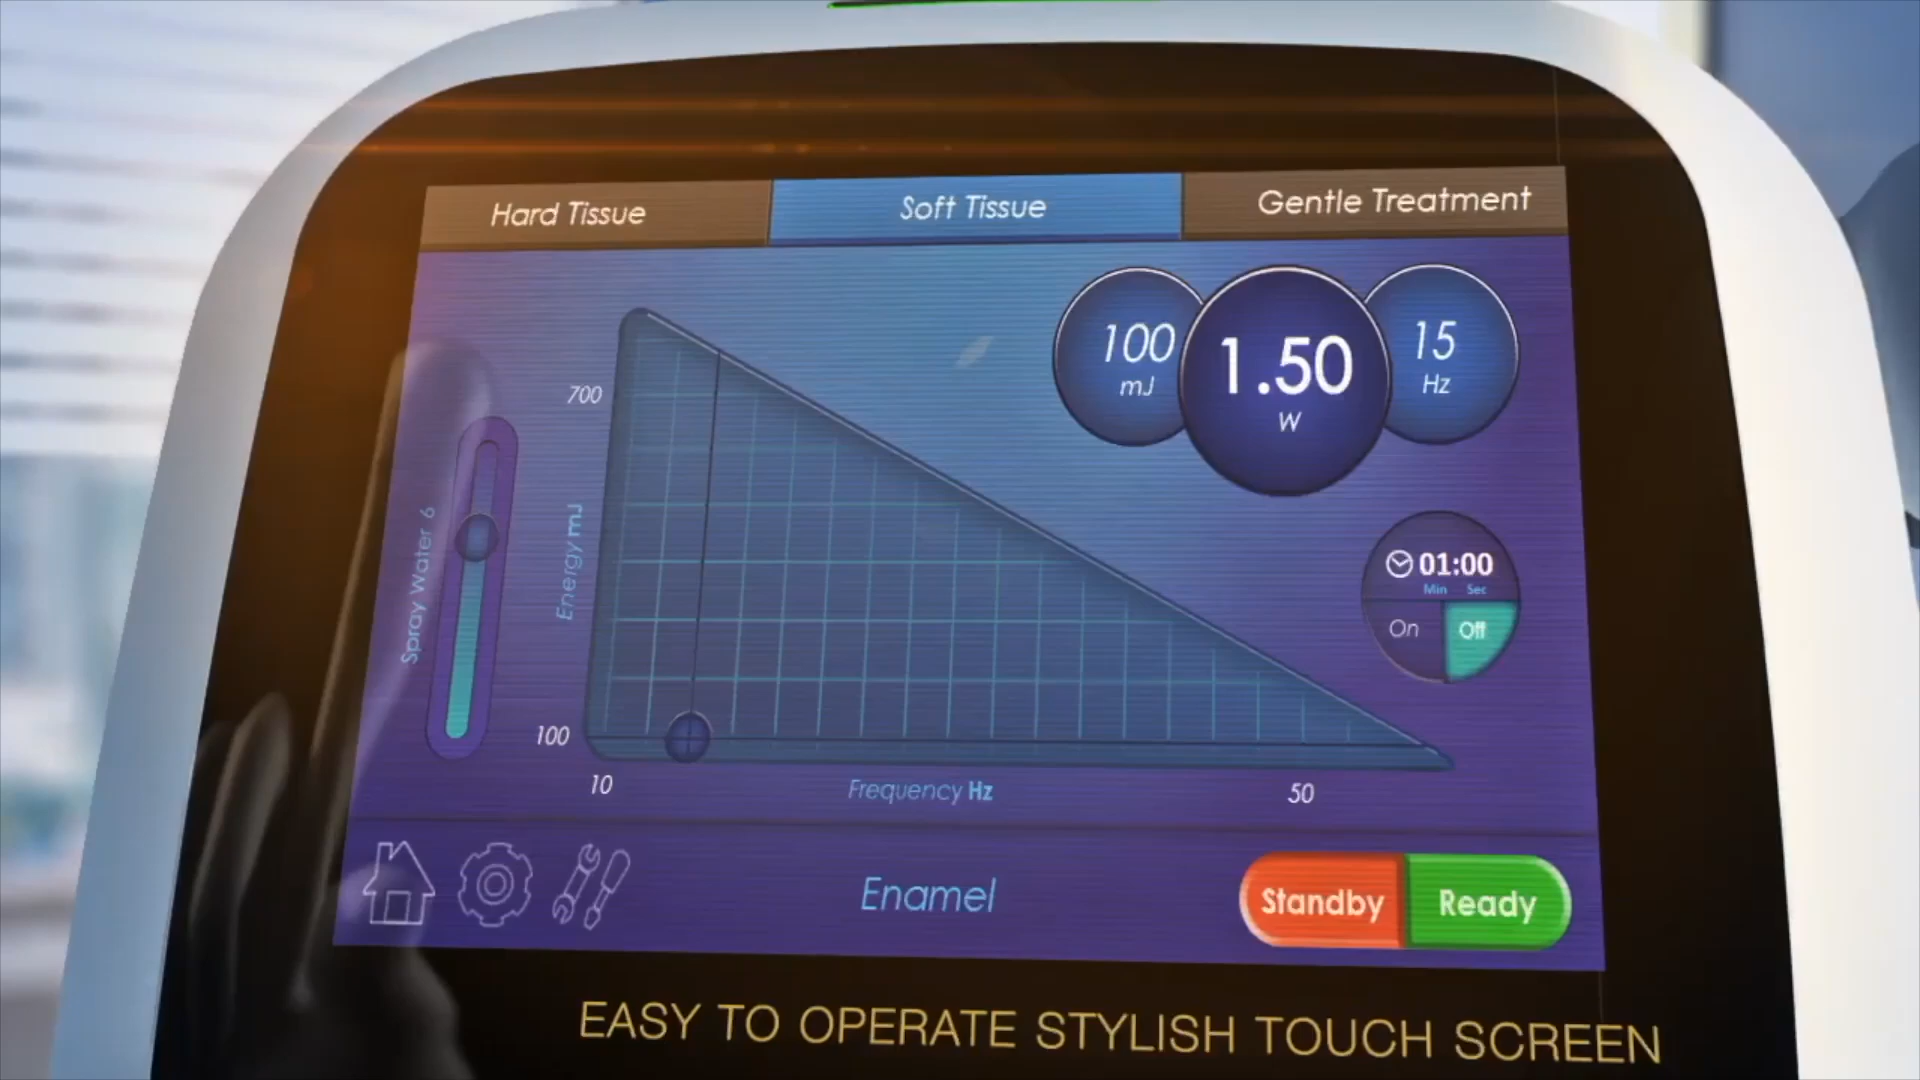 Hard Tissue
Soft Tissue
Gentle Treatment
100
mJ
1.50
W
15
Hz
700
Energy mJ
Spray Water 6
01:00
Min Sec
On
Off
100
10
Frequency Hz
50
Enamel
Standby
Ready
EASY TO OPERATE STYLISH TOUCH SCREEN